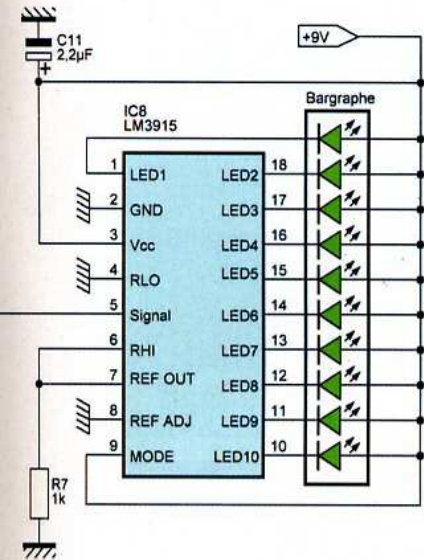 C11
2,2µF
+
+9V
Bargraphe
IC8
LM3915
1 LED1 LED2 18
2 GND LED3 17
3 Vcc LED4 16
4 RLO LED5 15
5 Signal LED6 14
6 RHI LED7 13
7 REF OUT LED8 12
8 REF ADJ LED9 11
9 MODE LED10 10
R7
1k